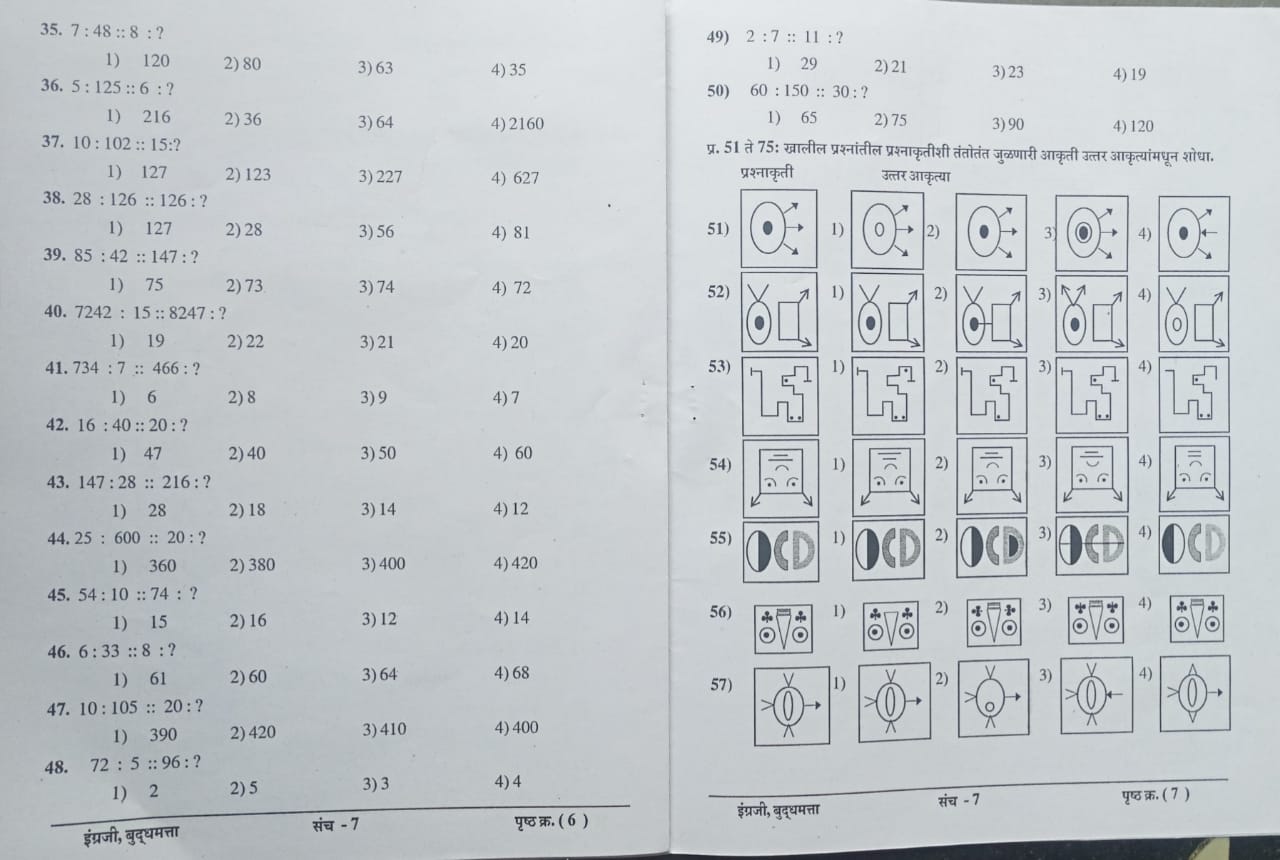 35. 7 : 48 :: 8 : ?
1) 120 2) 80 3) 63 4) 35
36. 5 : 125 :: 6 : ?
1) 216 2) 36 3) 64 4) 2160
37. 10 : 102 :: 15:?
1) 127 2) 123 3) 227 4) 627
38. 28 : 126 :: 126 : ?
1) 127 2) 28 3) 56 4) 81
39. 85 : 42 :: 147 : ?
1) 75 2) 73 3) 74 4) 72
40. 7242 : 15 :: 8247 : ?
1) 19 2) 22 3) 21 4) 20
41. 734 : 7 :: 466 : ?
1) 6 2) 8 3) 9 4) 7
42. 16 : 40 :: 20 : ?
1) 47 2) 40 3) 50 4) 60
43. 147 : 28 :: 216 : ?
1) 28 2) 18 3) 14 4) 12
44. 25 : 600 :: 20 : ?
1) 360 2) 380 3) 400 4) 420
45. 54 : 10 :: 74 : ?
1) 15 2) 16 3) 12 4) 14
46. 6 : 33 :: 8 : ?
1) 61 2) 60 3) 64 4) 68
47. 10 : 105 :: 20 : ?
1) 390 2) 420 3) 410 4) 400
48. 72 : 5 :: 96 : ?
1) 2 2) 5 3) 3 4) 4
इंग्रजी, बुद्धमत्ता संच - 7 पृष्ठ क्र. ( 6 )
49) 2 : 7 :: 11 : ?
1) 29 2) 21 3) 23 4) 19
50) 60 : 150 :: 30 : ?
1) 65 2) 75 3) 90 4) 120
प्र. 51 ते 75: खालील प्रश्नांतील प्रश्नाकृतीशी तंतोतंत जुळणारी आकृती उत्तर आकृत्यांमधून शोधा.
प्रश्नाकृती उत्तर आकृत्या
51) 1) 2) 3) 4)
52) 1) 2) 3) 4)
53) 1) 2) 3) 4)
54) 1) 2) 3) 4)
55) 1) 2) 3) 4)
56) 1) 2) 3) 4)
57) 1) 2) 3) 4)
इंग्रजी, बुद्धमत्ता संच - 7 पृष्ठ क्र. ( 7 )